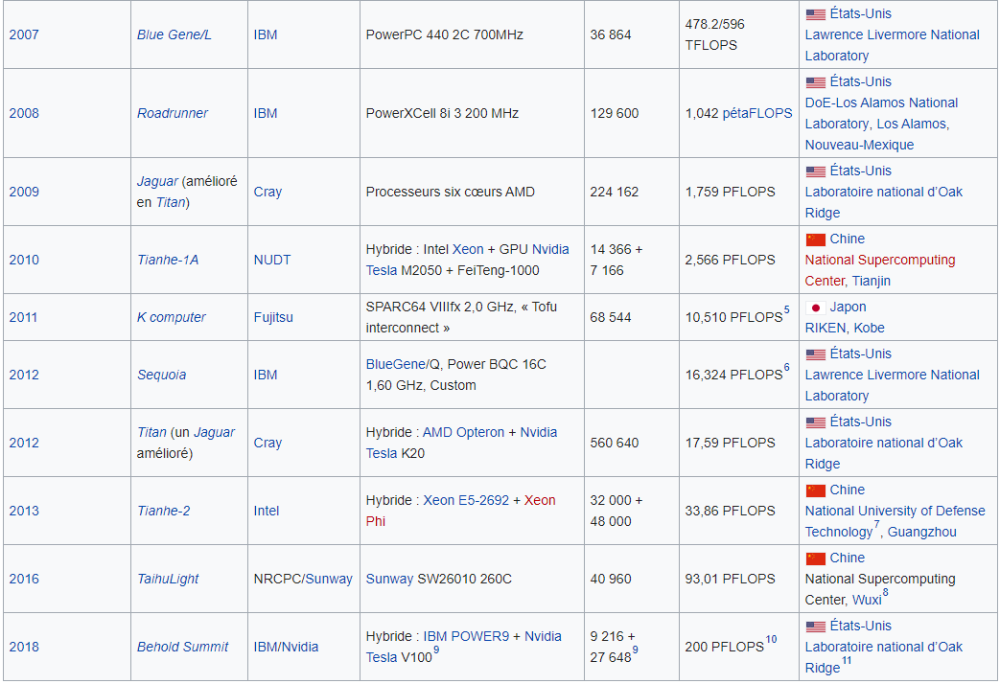 2007
Blue Gene/L
IBM
PowerPC 440 2C 700MHz
36 864
478.2/596
TFLOPS
États-Unis
Lawrence Livermore National
Laboratory
2008
Roadrunner
IBM
PowerXCell 8i 3 200 MHz
129 600
1,042 pétaFLOPS
États-Unis
DoE-Los Alamos National
Laboratory, Los Alamos,
Nouveau-Mexique
2009
Jaguar (amélioré
en Titan)
Cray
Processeurs six cœurs AMD
224 162
1,759 PFLOPS
États-Unis
Laboratoire national d’Oak
Ridge
2010
Tianhe-1A
NUDT
Hybride : Intel Xeon + GPU Nvidia
Tesla M2050 + FeiTeng-1000
14 366 +
7 166
2,566 PFLOPS
Chine
National Supercomputing
Center, Tianjin
2011
K computer
Fujitsu
SPARC64 VIIIfx 2,0 GHz, « Tofu
interconnect »
68 544
10,510 PFLOPS5
Japon
RIKEN, Kobe
2012
Sequoia
IBM
BlueGene/Q, Power BQC 16C
1,60 GHz, Custom
16,324 PFLOPS6
États-Unis
Lawrence Livermore National
Laboratory
2012
Titan (un Jaguar
amélioré)
Cray
Hybride : AMD Opteron + Nvidia
Tesla K20
560 640
17,59 PFLOPS
États-Unis
Laboratoire national d’Oak
Ridge
2013
Tianhe-2
Intel
Hybride : Xeon E5-2692 + Xeon
Phi
32 000 +
48 000
33,86 PFLOPS
Chine
National University of Defense
Technology7, Guangzhou
2016
TaihuLight
NRCPC/Sunway
Sunway SW26010 260C
40 960
93,01 PFLOPS
Chine
National Supercomputing
Center, Wuxi8
2018
Behold Summit
IBM/Nvidia
Hybride : IBM POWER9 + Nvidia
Tesla V1009
9 216 +
27 6489
200 PFLOPS10
États-Unis
Laboratoire national d’Oak
Ridge11